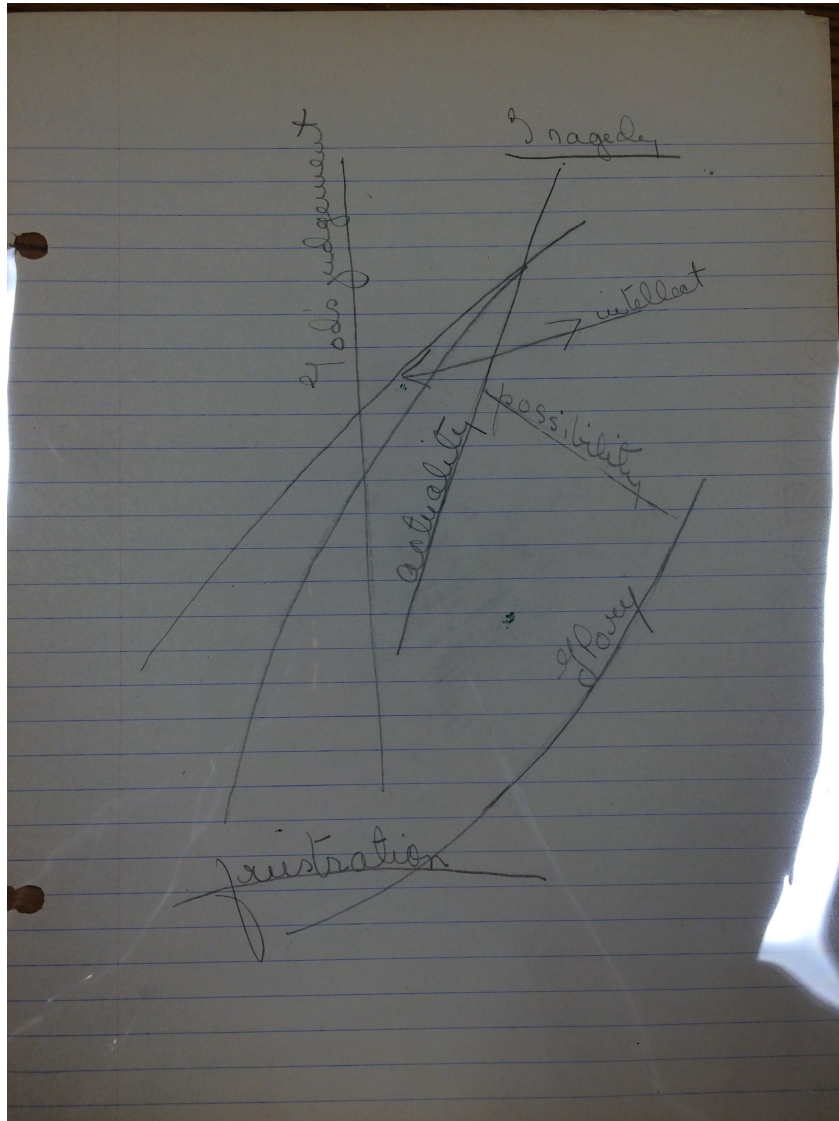 Tragedy
God's judgement
intellect
possibility
actuality
Glory
frustration